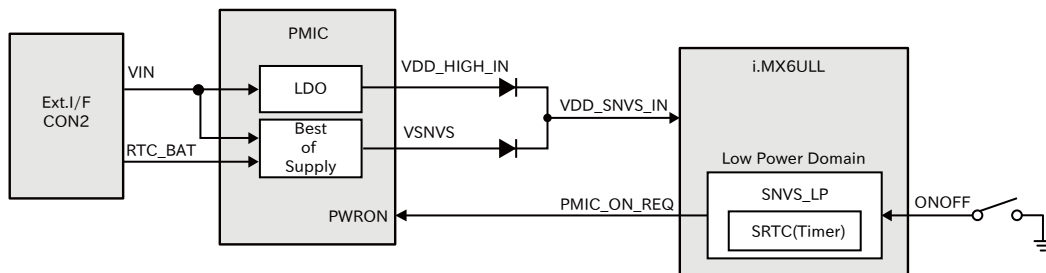 PMIC
i.MX6ULL
Ext.I/F
CON2
VIN
RTC_BAT
LDO
Best
of
Supply
VDD_HIGH_IN
VSNVS
VDD_SNVS_IN
Low Power Domain
SNVS_LP
SRTC(Timer)
PWRON
PMIC_ON_REQ
ONOFF